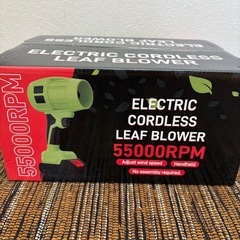 ELECTRIC CORDLESS
LEAF BLOWER
55000RPM
ELECTRIC
CORDLESS
LEAF BLOWER
55000RPM
Adjust wind speed
Handheld
No assembly required.